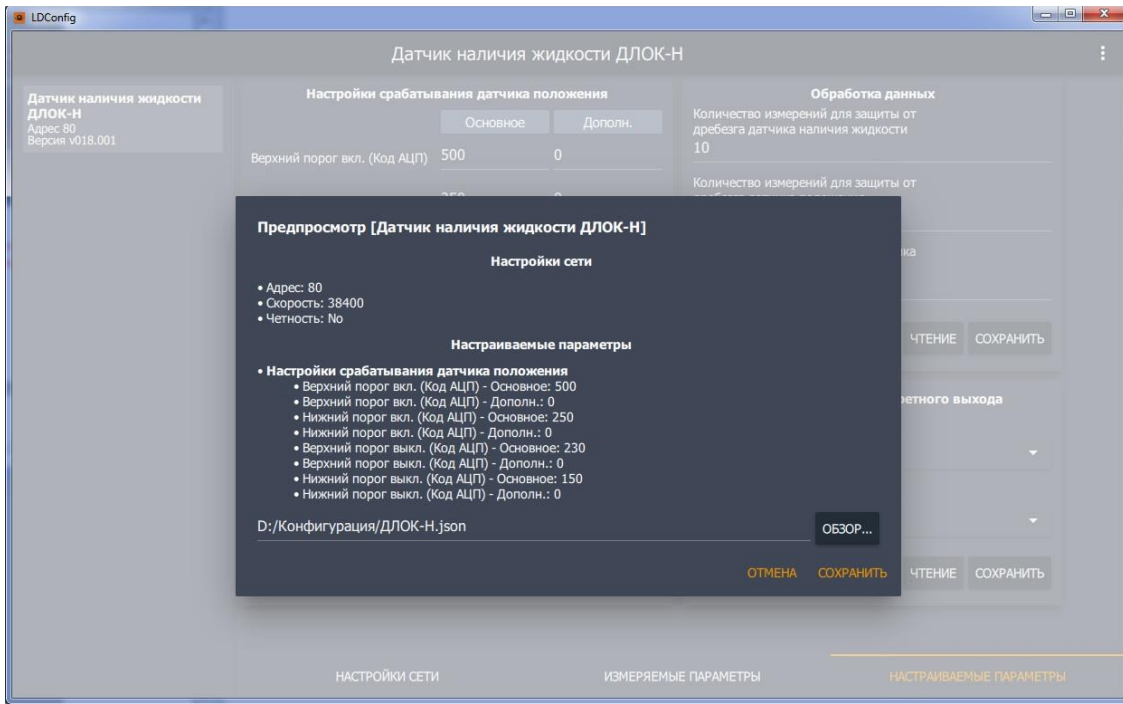 LDConfig
Датчик наличия жидкости ДЛОК-Н
Датчик наличия жидкости
ДЛОК-Н
Адрес 80
Версия v018.001
Настройки срабатывания датчика положения
Основное Дополн.
Верхний порог вкл. (Код АЦП) 500 0
Обработка данных
Количество измерений для защиты от
дребезга датчика наличия жидкости
10
Количество измерений для защиты от
Предпросмотр [Датчик наличия жидкости ДЛОК-Н]
Настройки сети
• Адрес: 80
• Скорость: 38400
• Четность: No
Настраиваемые параметры
• Настройки срабатывания
датчика положения
• Верхний порог вкл. (Код АЦП) - Основное: 500
• Верхний порог вкл. (Код АЦП) - Дополн.: 0
• Нижний порог вкл. (Код АЦП) - Основное: 250
• Нижний порог вкл. (Код АЦП) - Дополн.: 0
• Верхний порог выкл. (Код АЦП) - Основное: 230
• Верхний порог выкл. (Код АЦП) - Дополн.: 0
• Нижний порог выкл. (Код АЦП) - Основное: 150
• Нижний порог выкл. (Код АЦП) - Дополн.: 0
D:/Конфигурация/ДЛОК-Н.json ОБЗОР...
ОТМЕНА СОХРАНИТЬ
ЧТЕНИЕ СОХРАНИТЬ
выхода
ЧТЕНИЕ СОХРАНИТЬ
НАСТРОЙКИ СЕТИ ИЗМЕРЯЕМЫЕ ПАРАМЕТРЫ НАСТРАИВАЕМЫЕ ПАРАМЕТРЫ